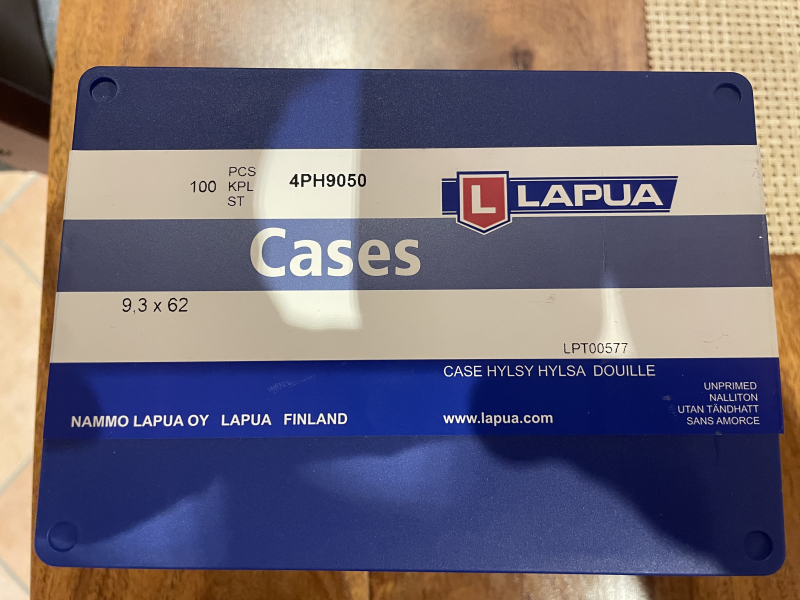 100 PCS KPL ST 4PH9050
L LAPUA
Cases
9,3 x 62
LPT00577
CASE HYLSY HYLSA DOUILLE
UNPRIMED
NALLITON
UTAN TÄNDHATT
SANS AMORCE
NAMMO LAPUA OY LAPUA FINLAND
www.lapua.com